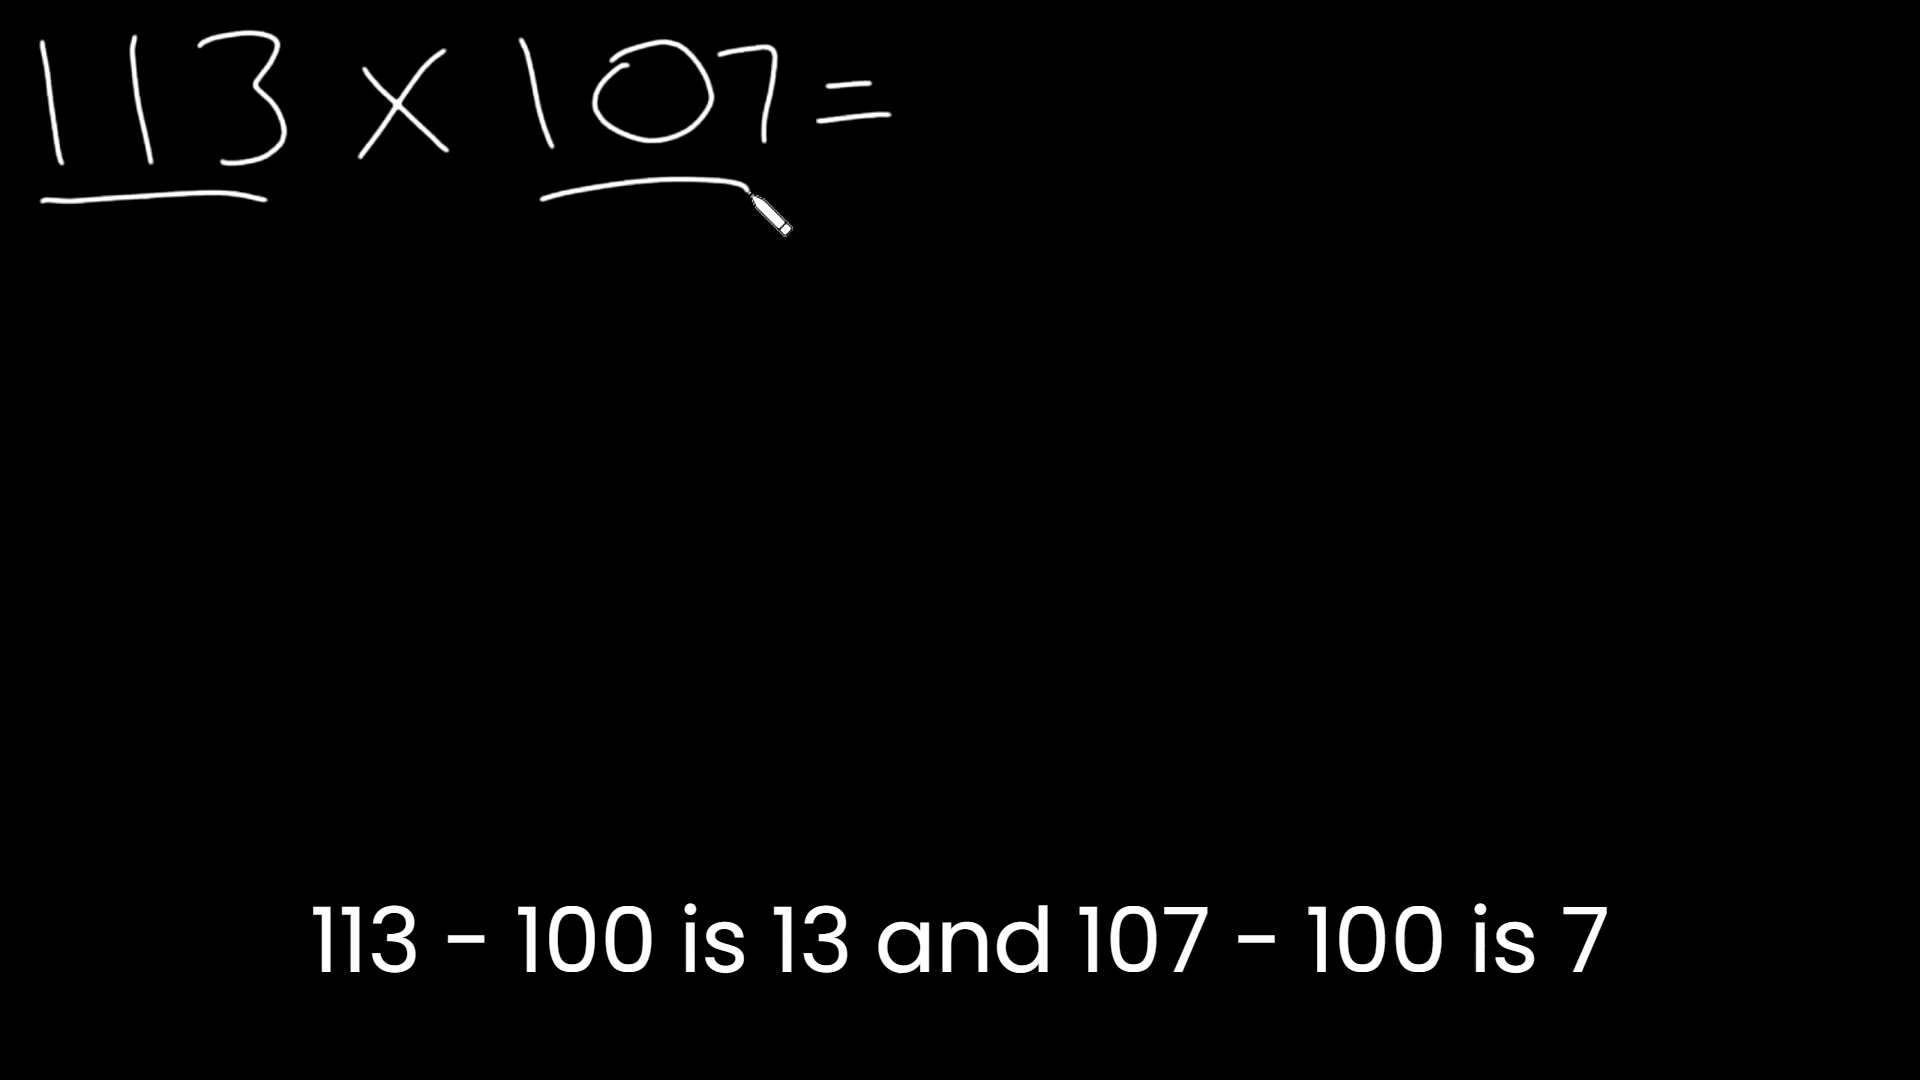 113 × 107 =
113 - 100 is 13 and 107 - 100 is 7